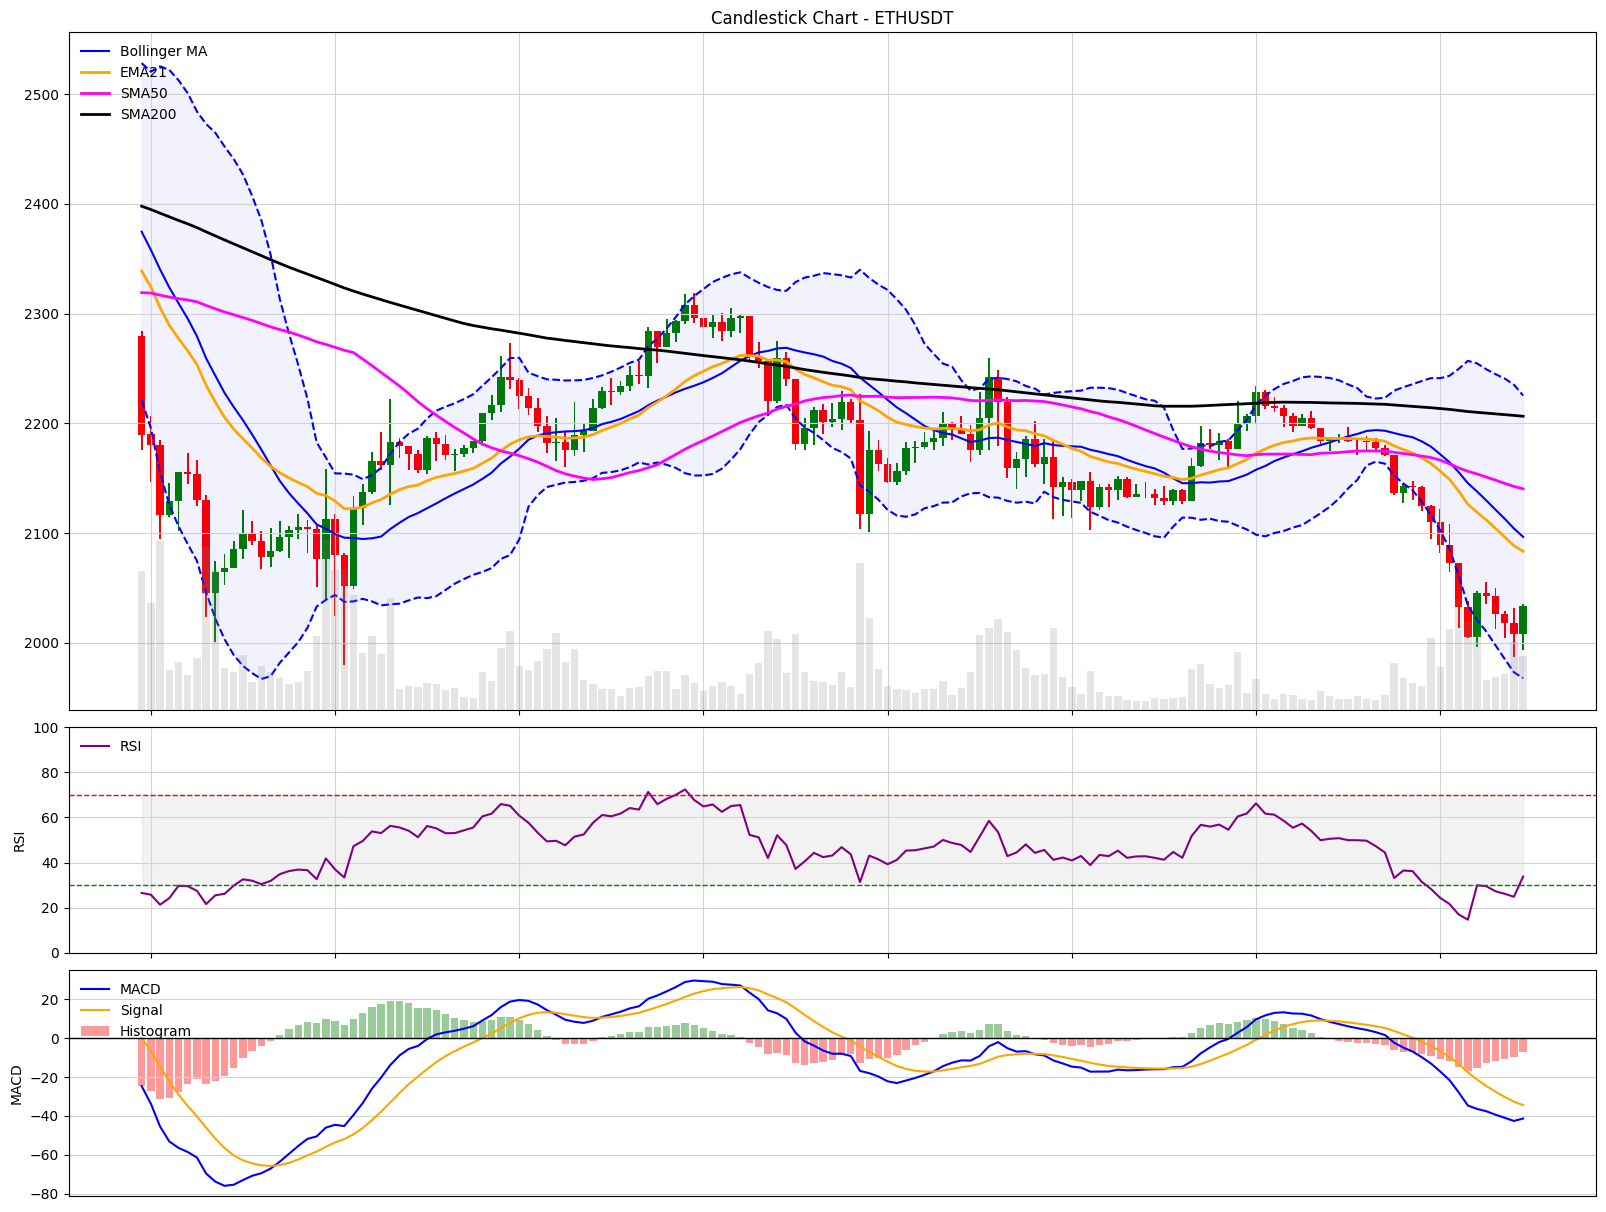 Candlestick Chart - ETHUSDT
Bollinger MA
EMA21
SMA50
SMA200
2500
2400
2300
2200
2100
2000
RSI
100
80
60
40
20
0
RSI
MACD
Signal
Histogram
20
0
−20
−40
−60
−80
MACD